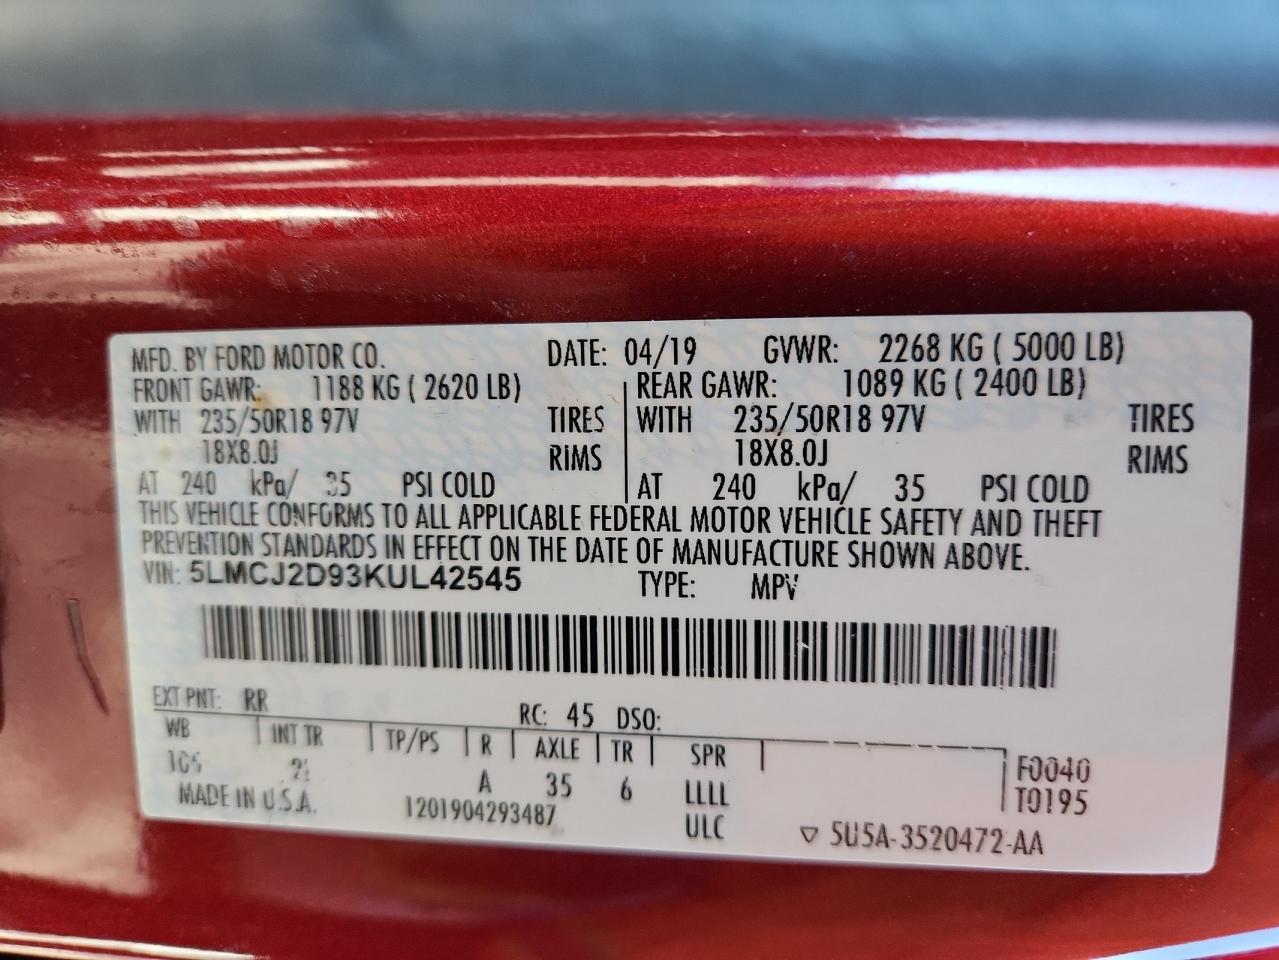 MFD. BY FORD MOTOR CO. DATE: 04/19 GVWR: 2268 KG ( 5000 LB)
FRONT GAWR: 1188 KG ( 2620 LB) REAR GAWR: 1089 KG ( 2400 LB)
WITH 235/50R18 97V TIRES WITH 235/50R18 97V TIRES
18X8.0J RIMS 18X8.0J RIMS
AT 240 kPa/ 35 PSI COLD AT 240 kPa/ 35 PSI COLD
THIS VEHICLE CONFORMS TO ALL APPLICABLE FEDERAL MOTOR VEHICLE SAFETY AND THEFT
PREVENTION STANDARDS IN EFFECT ON THE DATE OF MANUFACTURE SHOWN ABOVE.
VIN: 5LMCJ2D93KUL42545 TYPE: MPV
EXT PNT: RR RC: 45 DSO:
WB INT TR TP/PS R AXLE TR SPR F0040
A 35 6 LLLL T0195
MADE IN U.S.A. 1201904293487 ULC ▽ 5U5A-3520472-AA